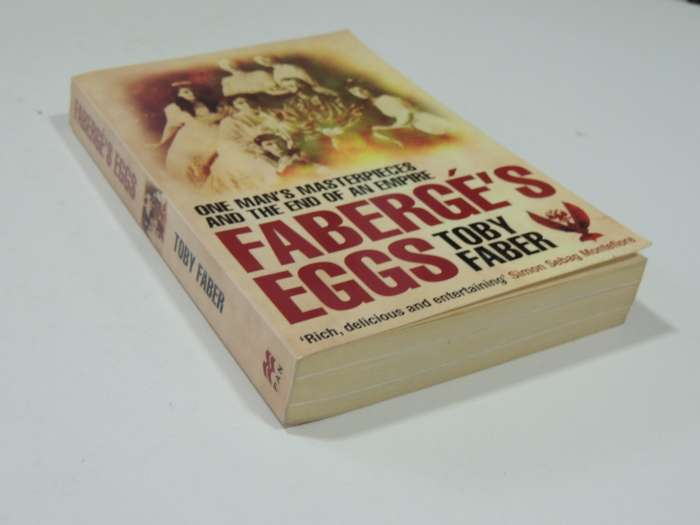 ONE MAN'S MASTERPIECES
AND THE END OF AN EMPIRE
FABERGÉ'S
EGGS
TOBY
FABER
'Rich, delicious and entertaining' Simon Sebag Montefiore
FABERGÉ'S EGGS
TOBY FABER
PAN